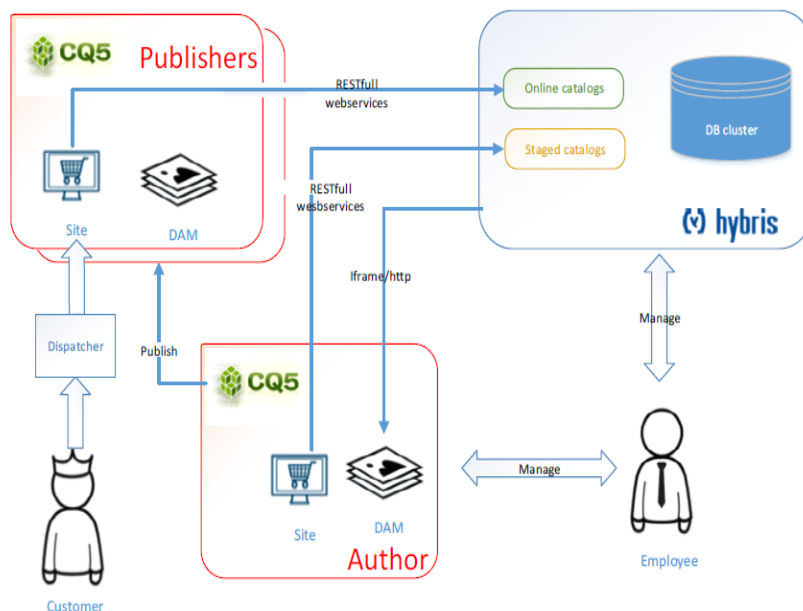 CQ5
Publishers
Site
DAM
RESTfull
webservices
Online catalogs
Staged catalogs
DB cluster
hybris
RESTfull
wesbservices
Iframe/http
Manage
Dispatcher
Publish
CQ5
Site
DAM
Author
Manage
Customer
Employee